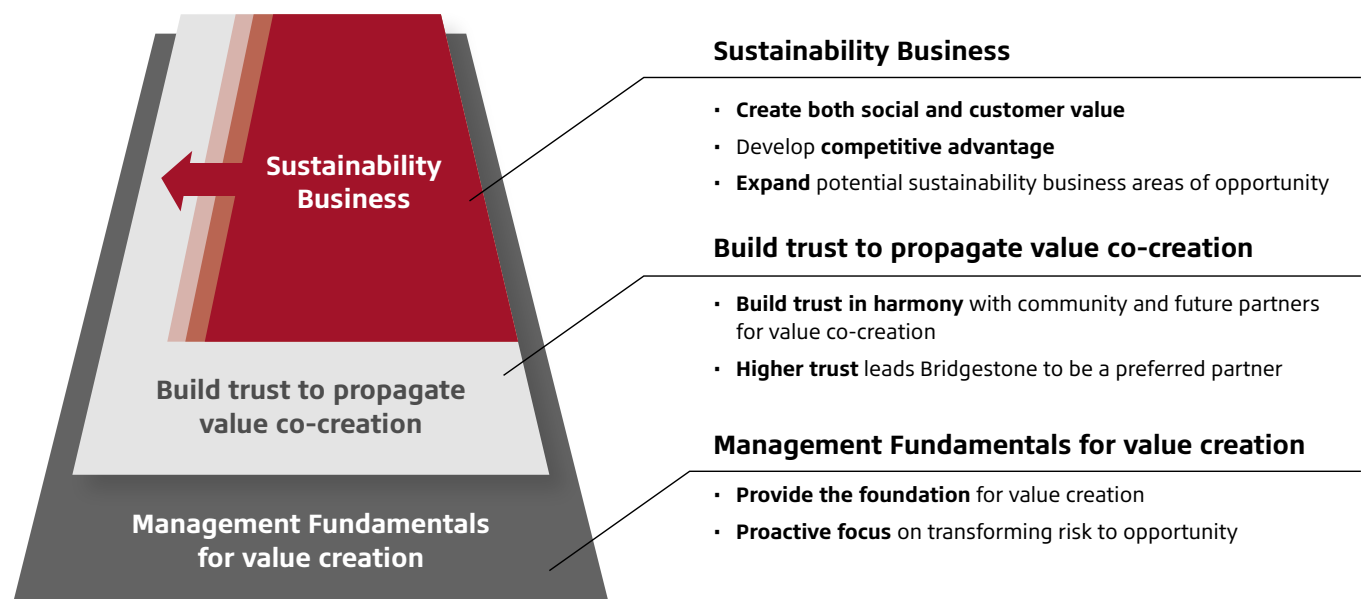 Sustainability
Business
Build trust to propagate
value co-creation
Management Fundamentals
for value creation
Sustainability Business
· Create both social and customer value
· Develop competitive advantage
· Expand potential sustainability business areas of opportunity
Build trust to propagate value co-creation
· Build trust in harmony with community and future partners
for value co-creation
· Higher trust leads Bridgestone to be a preferred partner
Management Fundamentals for value creation
· Provide the foundation for value creation
· Proactive focus on transforming risk to opportunity